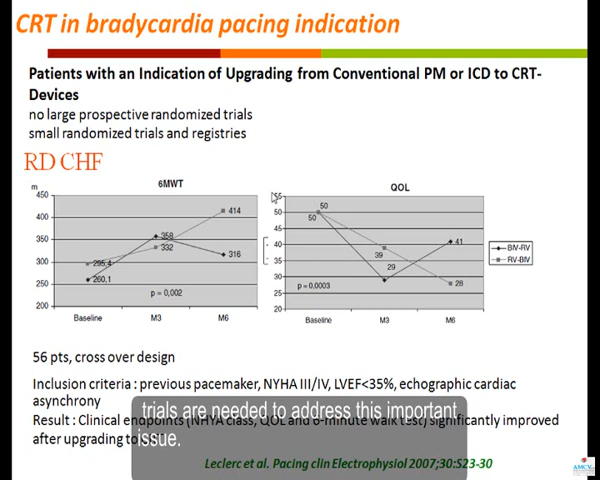 CRT in bradycardia pacing indication
Patients with an Indication of Upgrading from Conventional PM or ICD to CRT-
Devices
no large prospective randomized trials
small randomized trials and registries
RD CHF
6MWT
m
450
400
350
300
250
200
295,4
260,1
358
332
414
316
p = 0,002
Baseline
M3
M6
QOL
55
50
45
40
35
30
25
20
50
50
39
29
41
28
p = 0.0003
Baseline
M3
M6
BIV-RV
RV-BIV
56 pts, cross over design
Inclusion criteria : previous pacemaker, NYHA III/IV, LVEF<35%, echographic cardiac
asynchrony
trials are needed to address this important
Result : Clinical endpoints (NHYA class, QOL and 6-minute walk test) significantly improved
issue.
after upgrading to
Leclerc et al. Pacing clin Electrophysiol 2007;30:S23-30